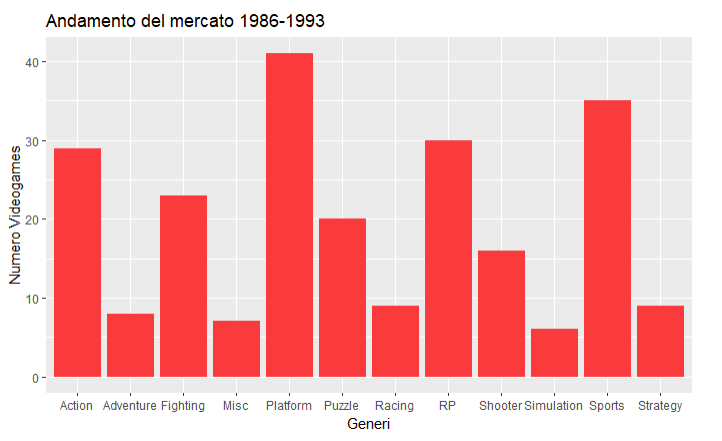 Andamento del mercato 1986-1993
Numero Videogames
40
30
20
10
0
Action Adventure Fighting Misc Platform Puzzle Racing RP Shooter Simulation Sports Strategy
Generi